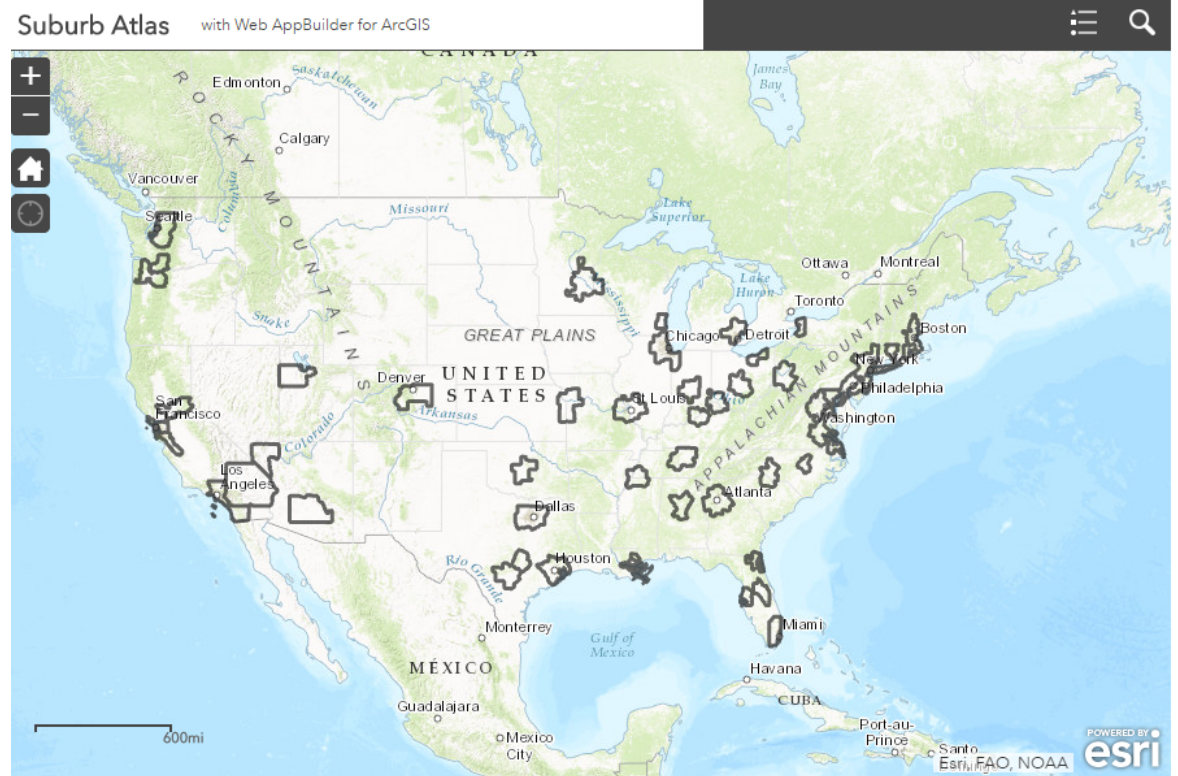 Suburb Atlas with Web AppBuilder for ArcGIS
CANADA
+
−
Edmonton
Saskatchewan
James
Bay
Calgary
ROCKY MOUNTAINS
Vancouver
Columbia
Seattle
Missouri
Lake
Superior
Ottawa
Montreal
Lake
Huron
Toronto
Mississippi
Snake
GREAT PLAINS
Chicago
Detroit
Boston
New York
APPALACHIAN MOUNTAINS
Denver
UNITED
STATES
Philadelphia
San
Francisco
Arkansas
St Louis
Ohio
Washington
Colorado
Los
Angeles
Atlanta
Dallas
Rio Grande
Houston
Miami
Monterrey
Gulf of
Mexico
MÉXICO
Havana
CUBA
Guadalajara
Port-au-
Prince
600mi
Mexico
City
Santo
Esri, FAO, NOAA
POWERED BY
esri